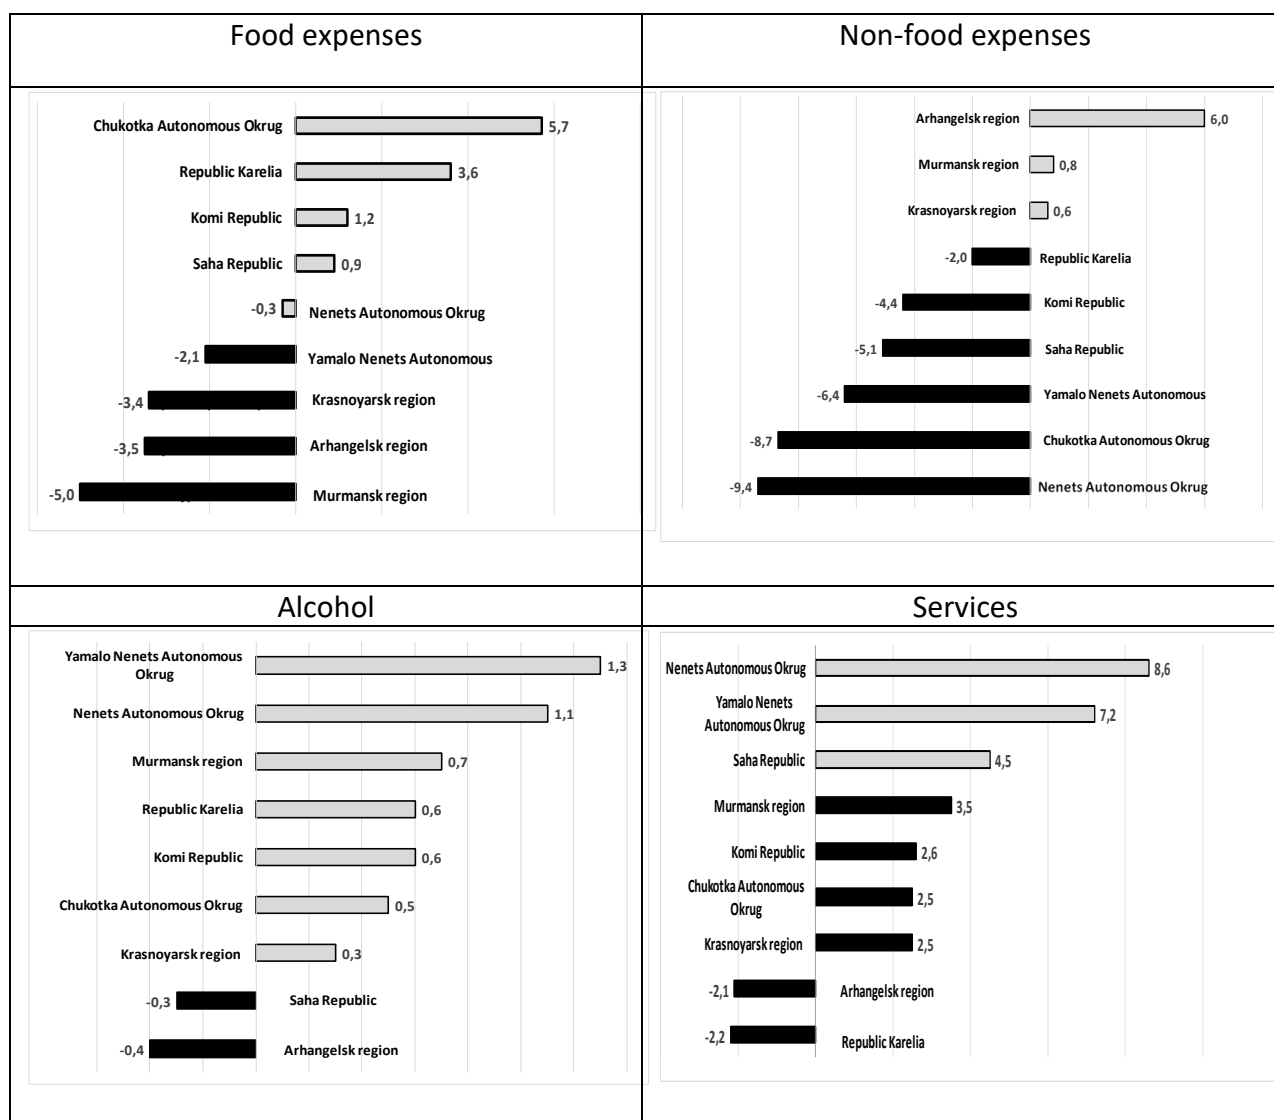 Food expenses
Non-food expenses
Chukotka Autonomous Okrug
5,7
Republic Karelia
3,6
Komi Republic
1,2
Saha Republic
0,9
-0,3
Nenets Autonomous Okrug
-2,1
Yamalo Nenets Autonomous
-3,4
Krasnoyarsk region
-3,5
Arhangelsk region
-5,0
Murmansk region
Arhangelsk region
6,0
Murmansk region
0,8
Krasnoyarsk region
0,6
-2,0
Republic Karelia
-4,4
Komi Republic
-5,1
Saha Republic
-6,4
Yamalo Nenets Autonomous
-8,7
Chukotka Autonomous Okrug
-9,4
Nenets Autonomous Okrug
Alcohol
Services
Yamalo Nenets Autonomous
Okrug
1,3
Nenets Autonomous Okrug
1,1
Murmansk region
0,7
Republic Karelia
0,6
Komi Republic
0,6
Chukotka Autonomous Okrug
0,5
Krasnoyarsk region
0,3
-0,3
Saha Republic
-0,4
Arhangelsk region
Nenets Autonomous Okrug
8,6
Yamalo Nenets
Autonomous Okrug
7,2
Saha Republic
4,5
Murmansk region
3,5
Komi Republic
2,6
Chukotka Autonomous
Okrug
2,5
Krasnoyarsk region
2,5
-2,1
Arhangelsk region
-2,2
Republic Karelia